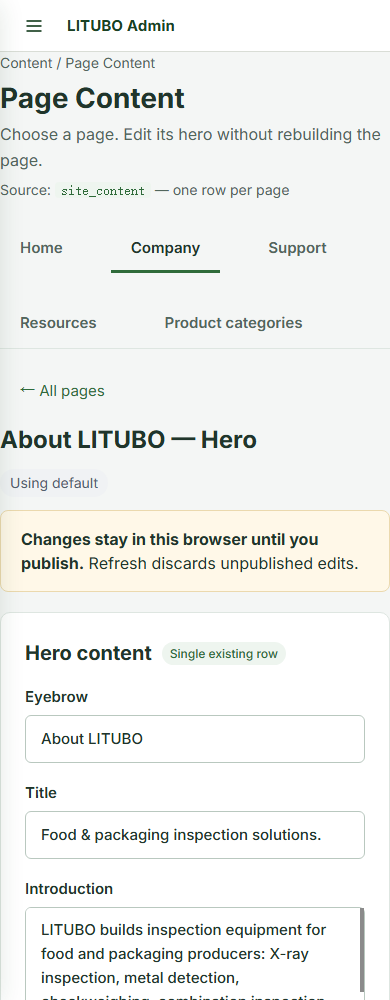 LITUBO Admin
Content / Page Content
Page Content
Choose a page. Edit its hero without rebuilding the
page.
Source: site_content — one row per page
Home Company Support
Resources Product categories
← All pages
About LITUBO — Hero
Using default
Changes stay in this browser until you
publish. Refresh discards unpublished edits.
Hero content Single existing row
Eyebrow
About LITUBO
Title
Food & packaging inspection solutions.
Introduction
LITUBO builds inspection equipment for
food and packaging producers: X-ray
inspection, metal detection,
checkweighing, combination inspection